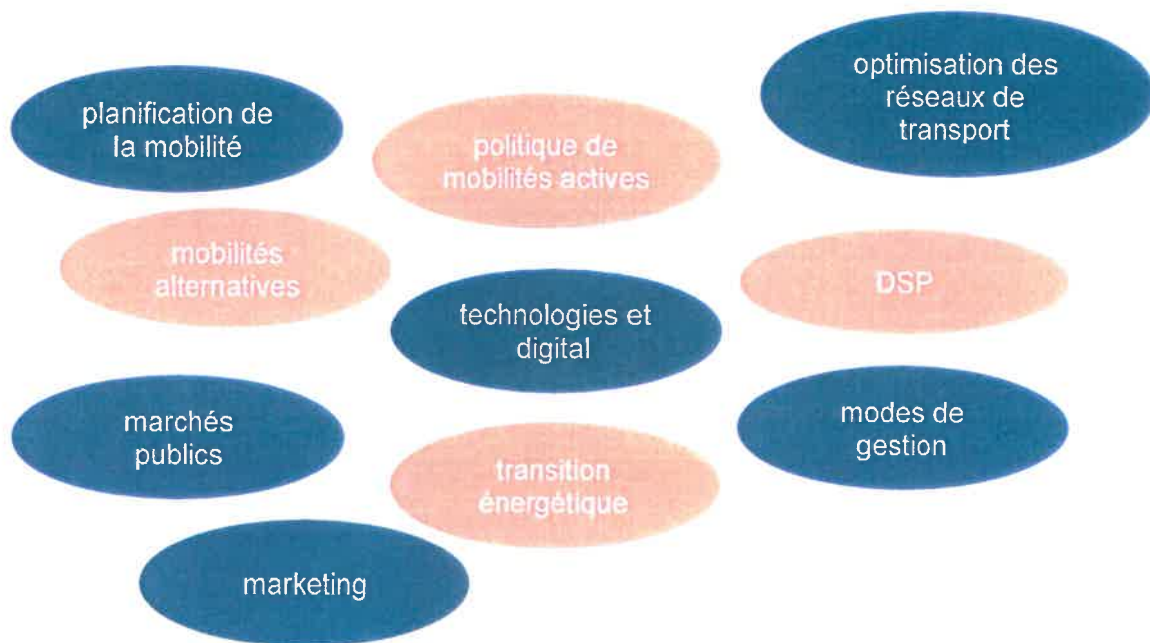 planification de
la mobilité
politique de
mobilités actives
optimisation des
réseaux de
transport
mobilités
alternatives
technologies et
digital
DSP
marchés
publics
transition
énergétique
modes de
gestion
marketing